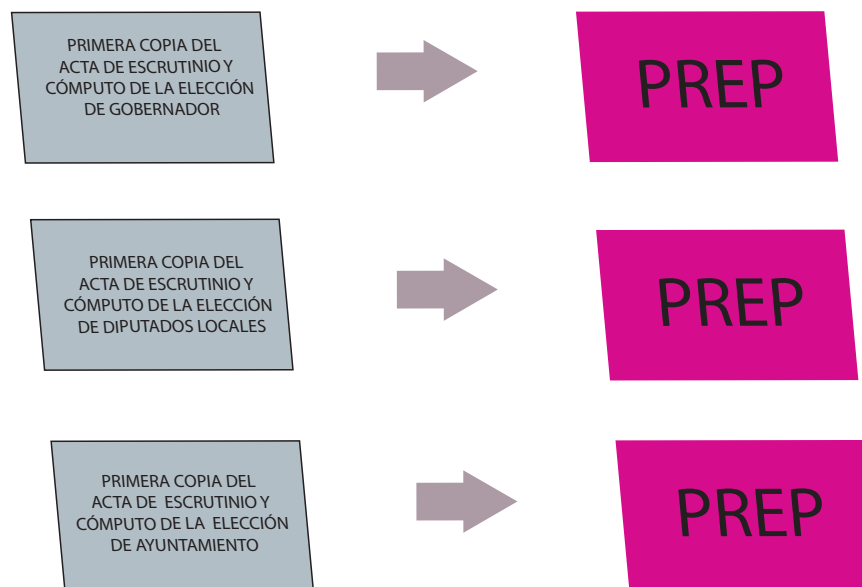 PRIMERA COPIA DEL
ACTA DE ESCRUTINIO Y
CÓMPUTO DE LA ELECCIÓN
DE GOBERNADOR
PREP
PRIMERA COPIA DEL
ACTA DE ESCRUTINIO Y
CÓMPUTO DE LA ELECCIÓN
DE DIPUTADOS LOCALES
PREP
PRIMERA COPIA DEL
ACTA DE ESCRUTINIO Y
CÓMPUTO DE LA ELECCIÓN
DE AYUNTAMIENTO
PREP